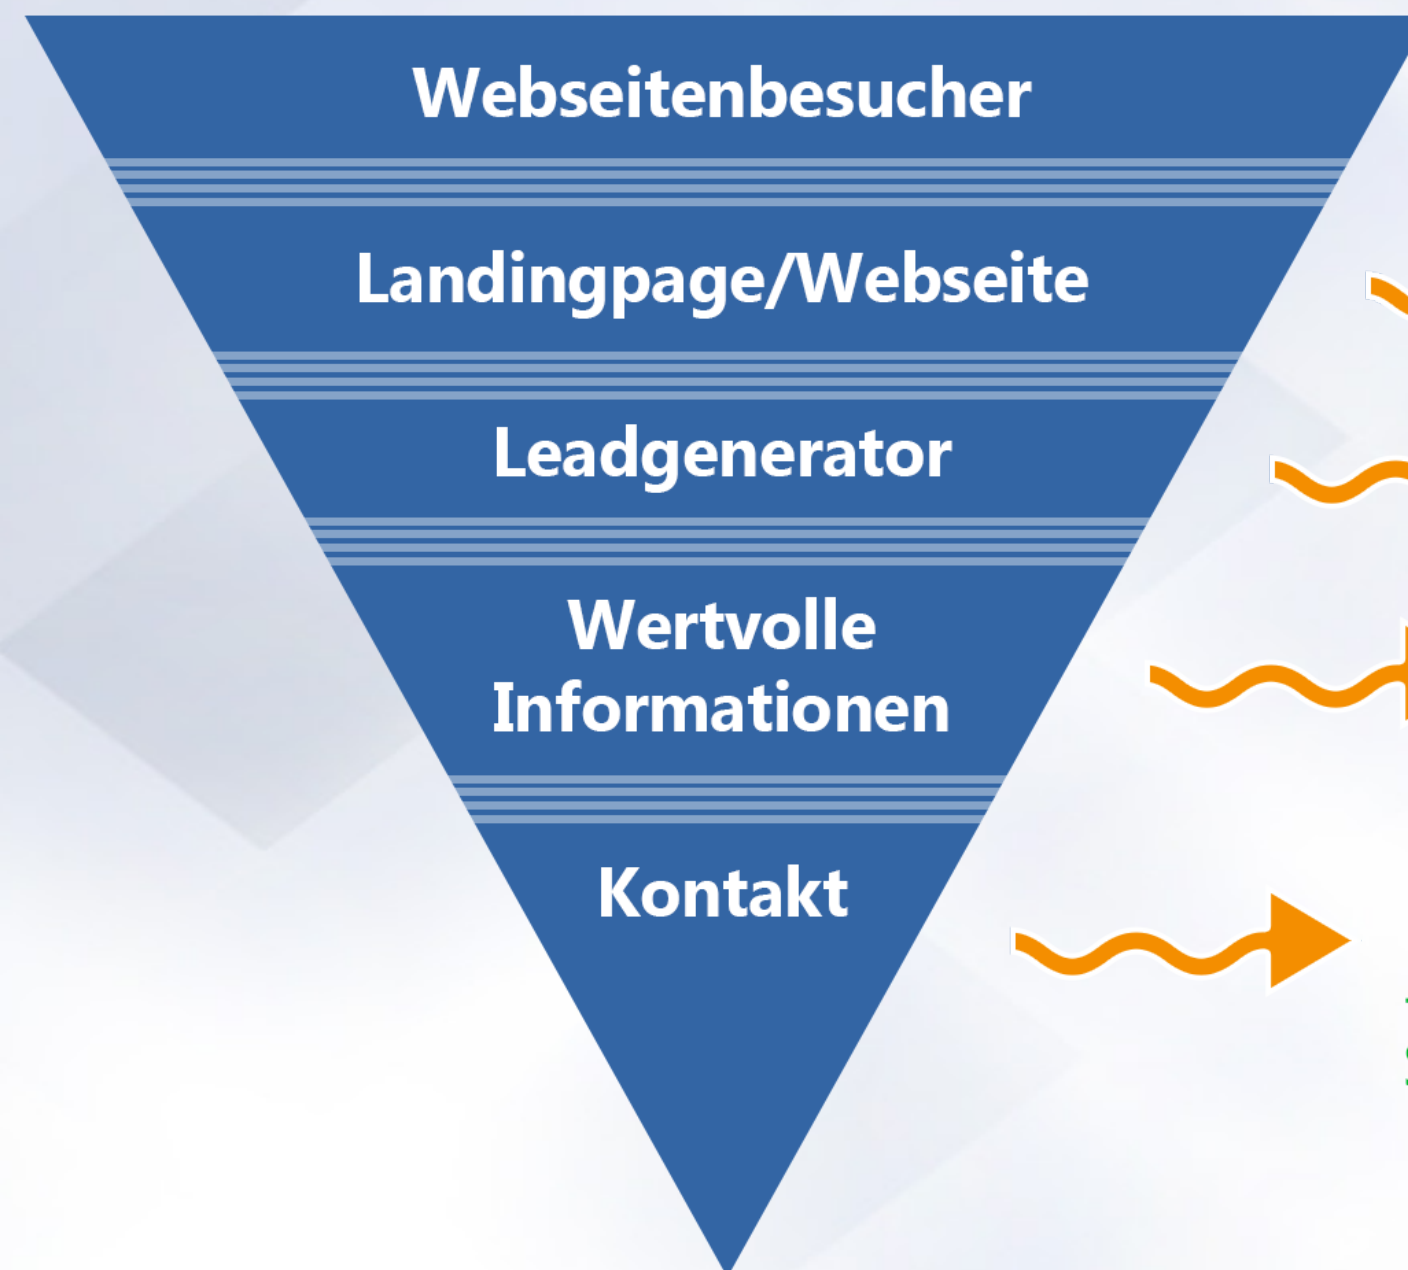 Webseitenbesucher
Landingpage/Webseite
Leadgenerator
Wertvolle
Informationen
Kontakt